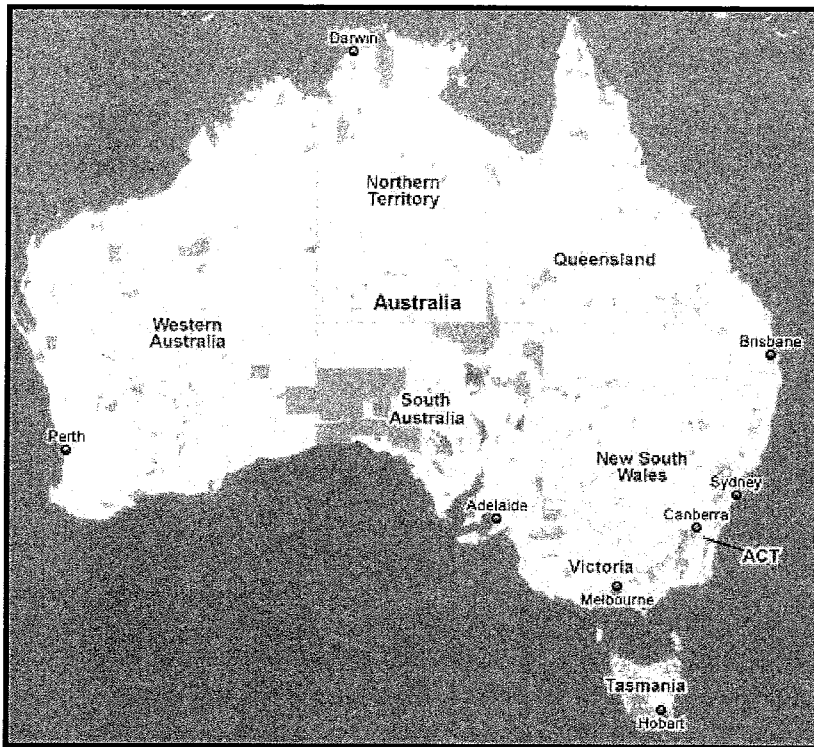 Darwin
Northern
Territory
Queensland
Australia
Western
Australia
Brisbane
South
Australia
Perth
New South
Wales
Sydney
Adelaide
Canberra
ACT
Victoria
Melbourne
Tasmania
Hobart